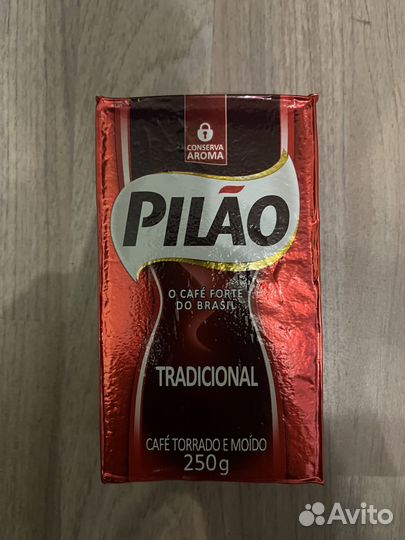 CONSERVA
AROMA
PILÃO
O CAFÉ FORTE
DO BRASIL
TRADICIONAL
CAFÉ TORRADO E MOÍDO
250g
Avito